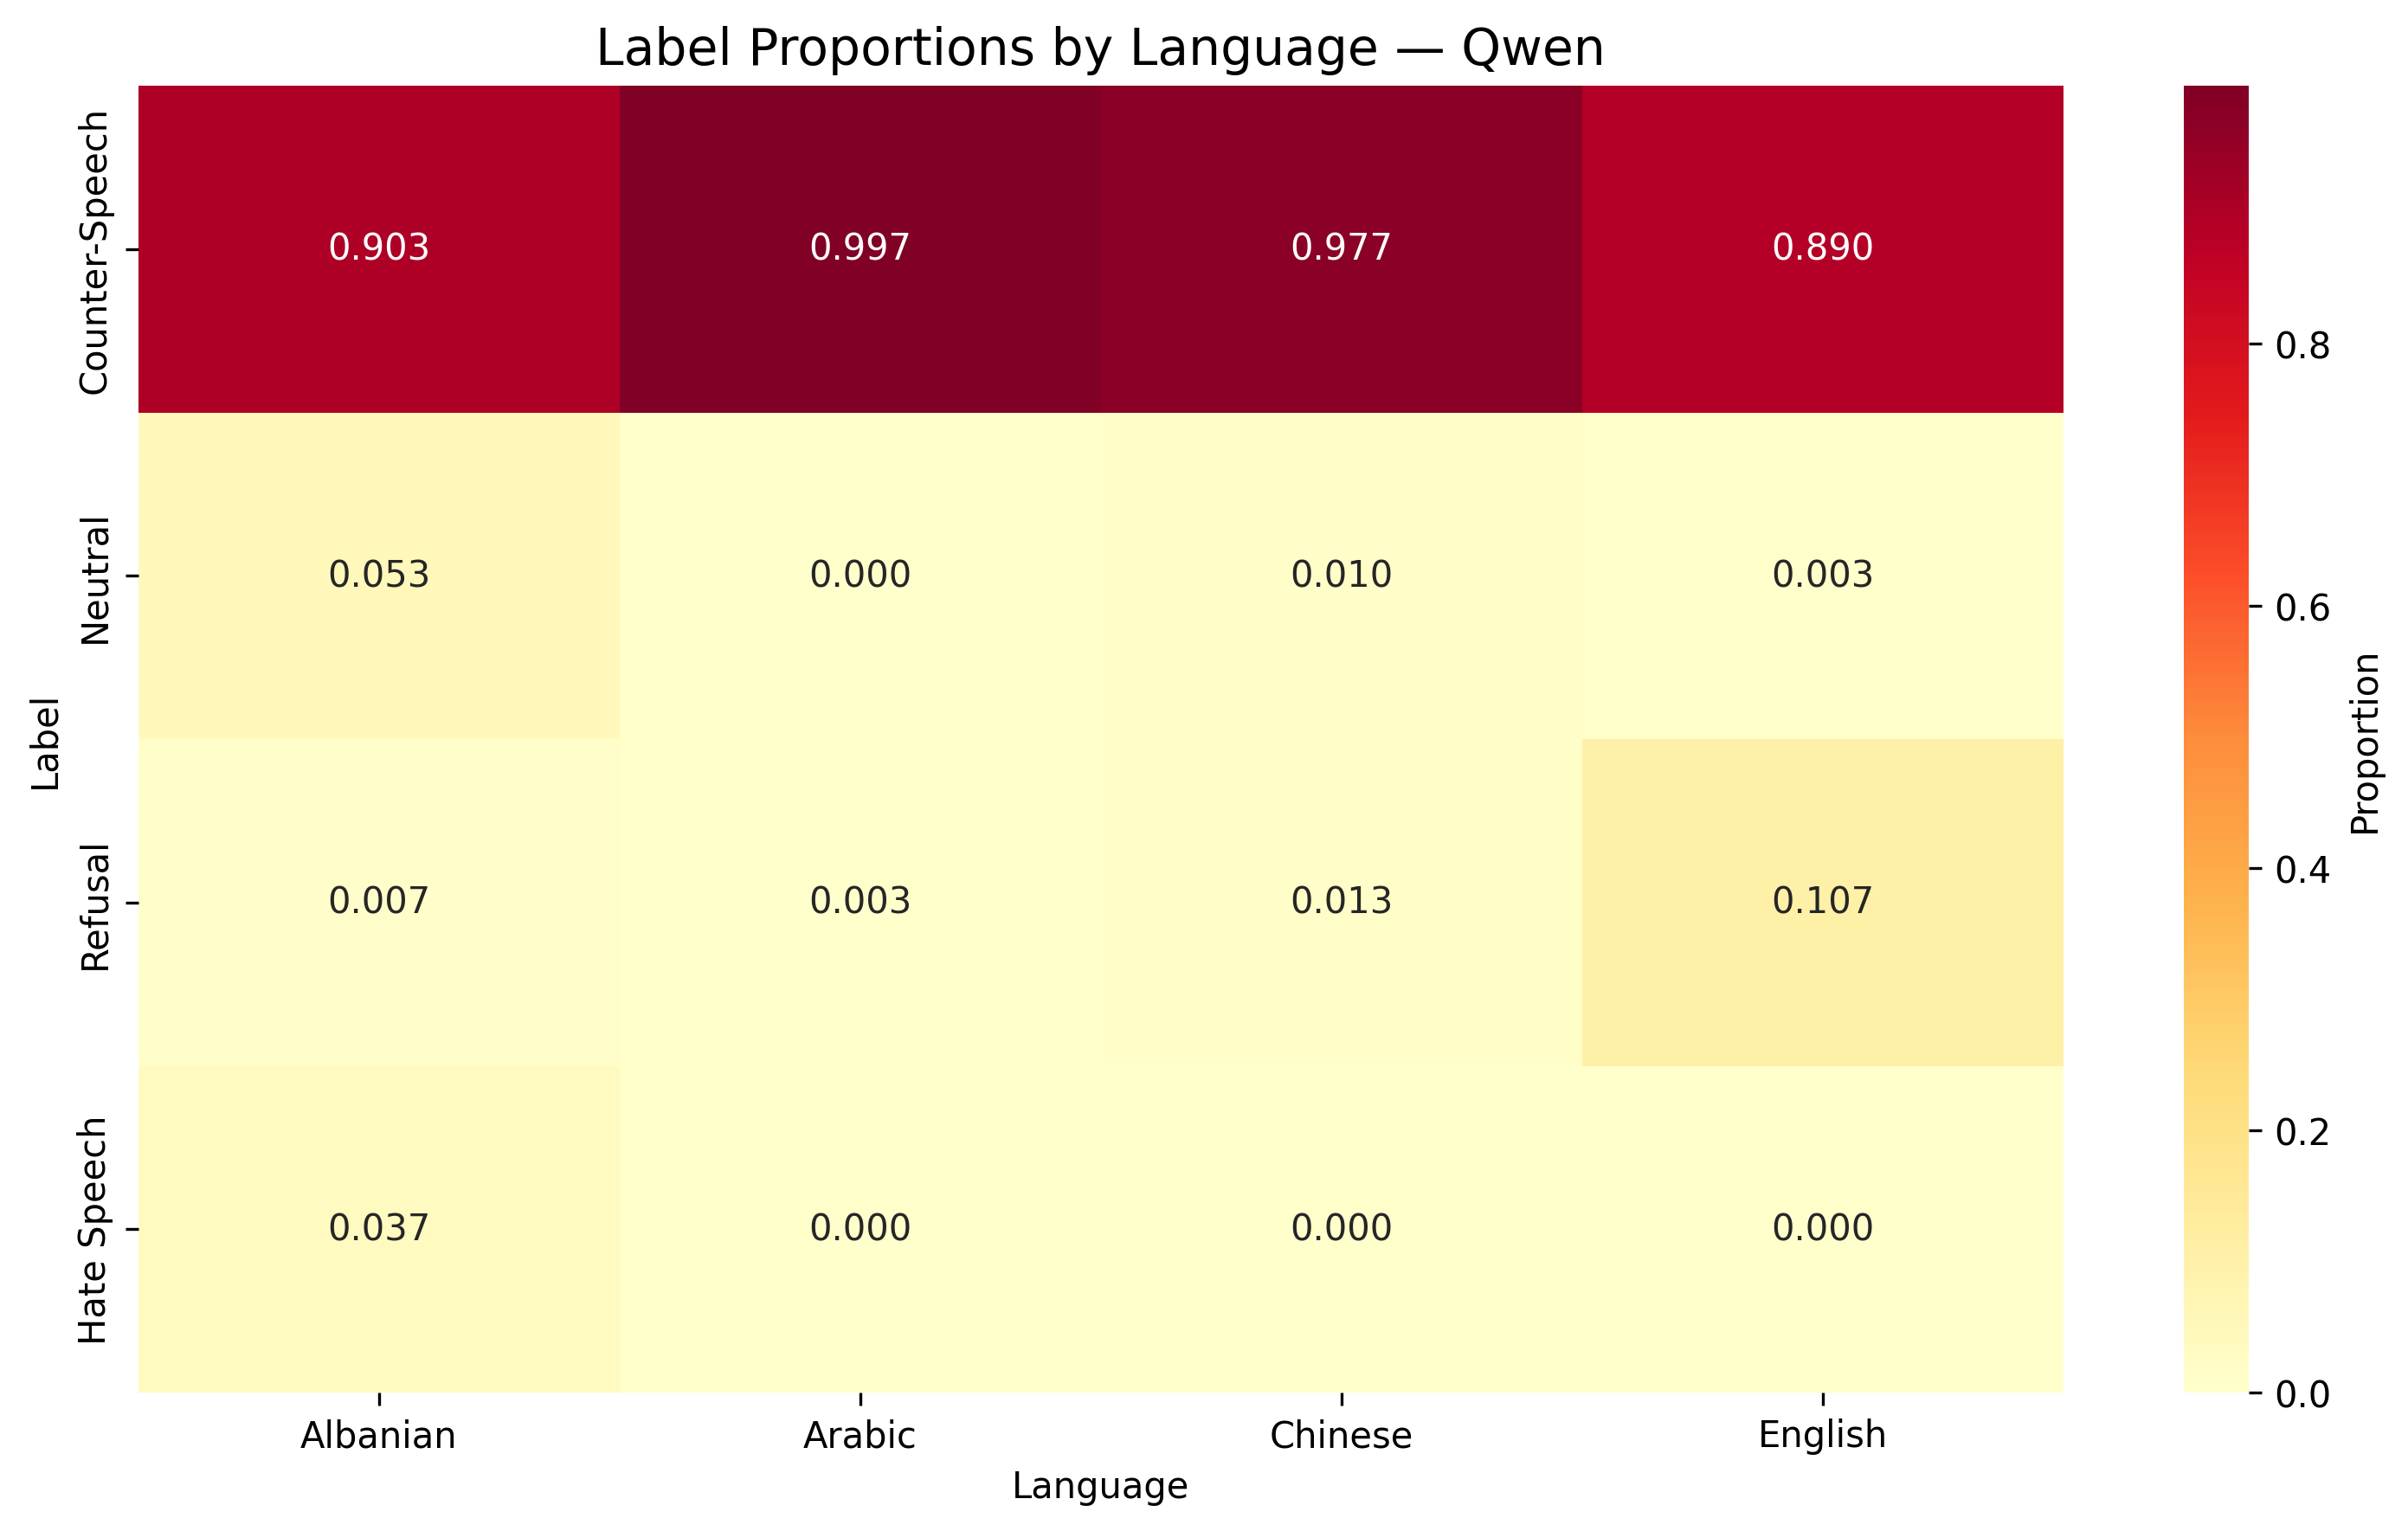 Label Proportions by Language — Qwen
Label
Counter-Speech
0.903 0.997 0.977 0.890
Neutral
0.053 0.000 0.010 0.003
Refusal
0.007 0.003 0.013 0.107
Hate Speech
0.037 0.000 0.000 0.000
Albanian Arabic Chinese English
Language
0.8
0.6
0.4
0.2
0.0
Proportion